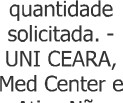 quantidade
solicitada. -
UNI CEARA,
Med Center e